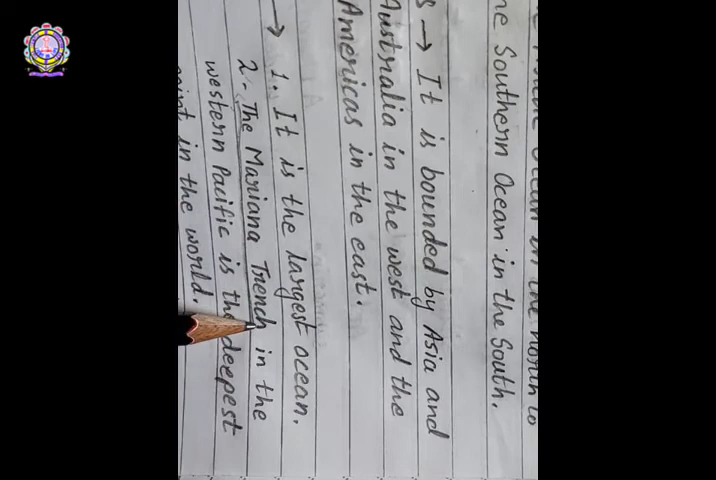 the Southern Ocean in the South.
→ It is bounded by Asia and
Australia in the west and the
Americas in the east.
→ 1. It is the largest ocean.
2- The Mariana Trench in the
western Pacific is the deepest
point in the world.